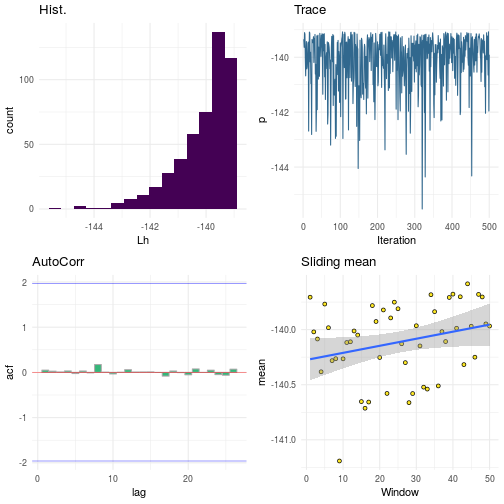 Hist.
count
100
50
0
-144
-142
-140
Lh
Trace
p
-140
-142
-144
0
100
200
300
400
500
Iteration
AutoCorr
acf
2
1
0
-1
-2
0
10
20
lag
Sliding mean
mean
-140.0
-140.5
-141.0
0
10
20
30
40
50
Window